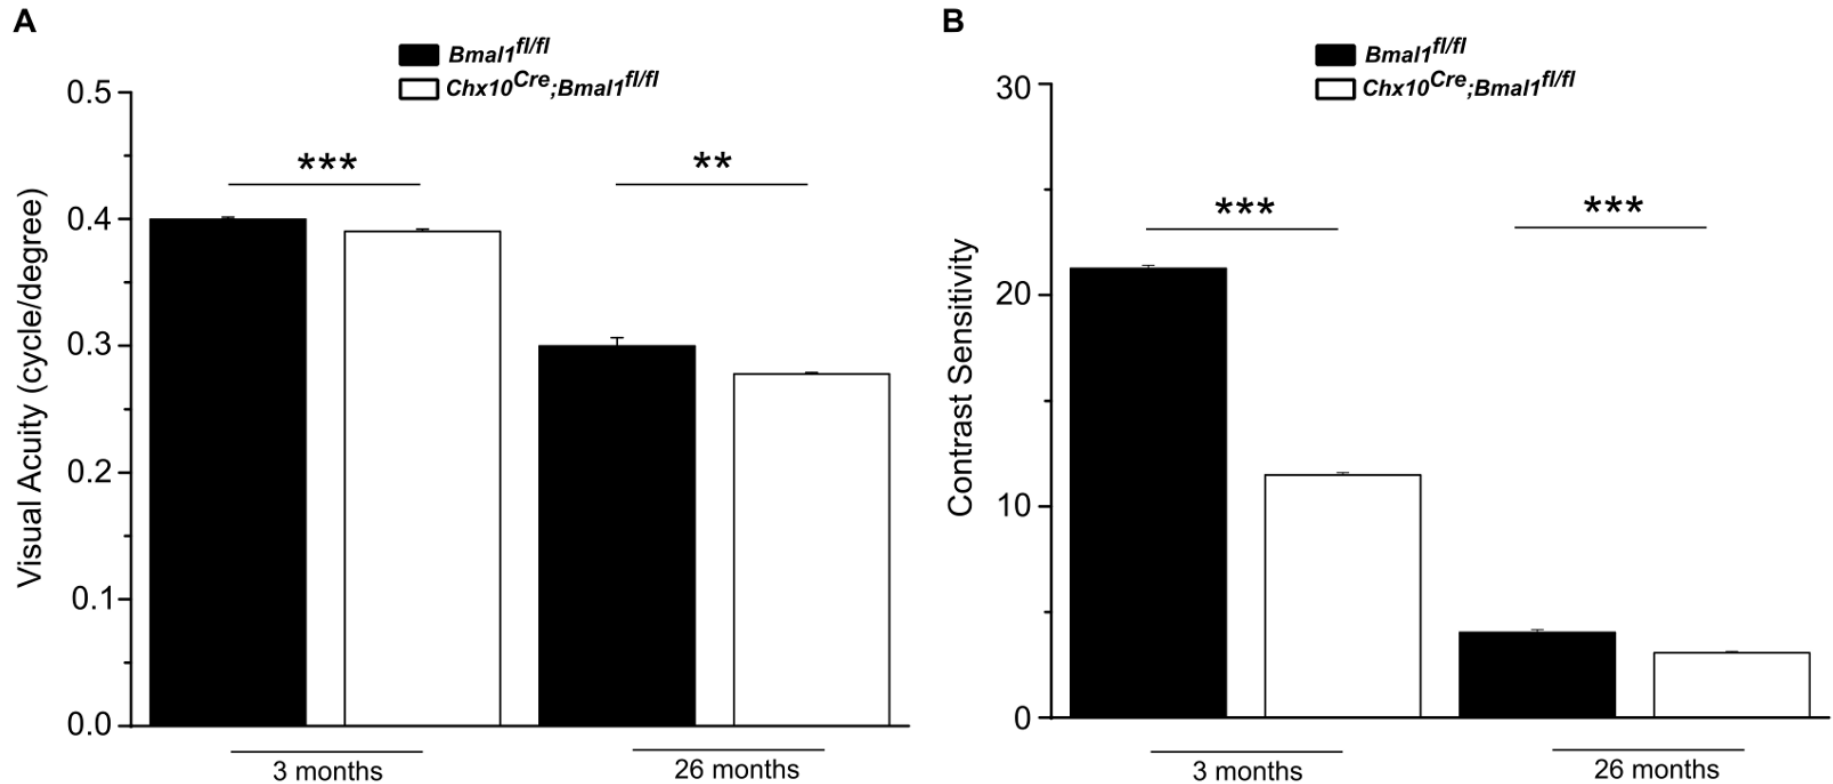 A
Bmal1fl/fl
Chx10Cre;Bmal1fl/fl
0.5
0.4
0.3
0.2
0.1
0.0
Visual Acuity (cycle/degree)
***
**
3 months
26 months
B
Bmal1fl/fl
Chx10Cre;Bmal1fl/fl
30
20
10
0
Contrast Sensitivity
***
***
3 months
26 months